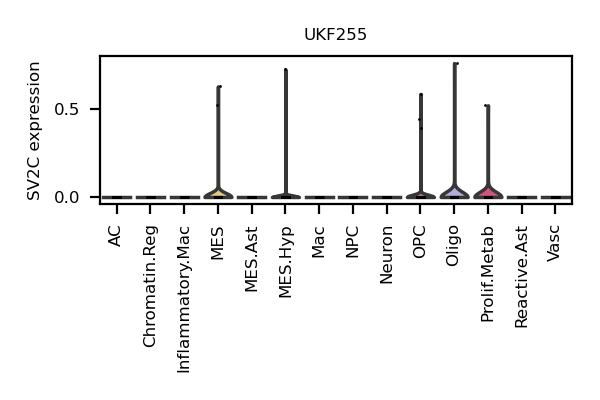 UKF255
SV2C expression
0.5
0.0
AC
Chromatin.Reg
Inflammatory.Mac
MES
MES.Ast
MES.Hyp
Mac
NPC
Neuron
OPC
Oligo
Prolif.Metab
Reactive.Ast
Vasc